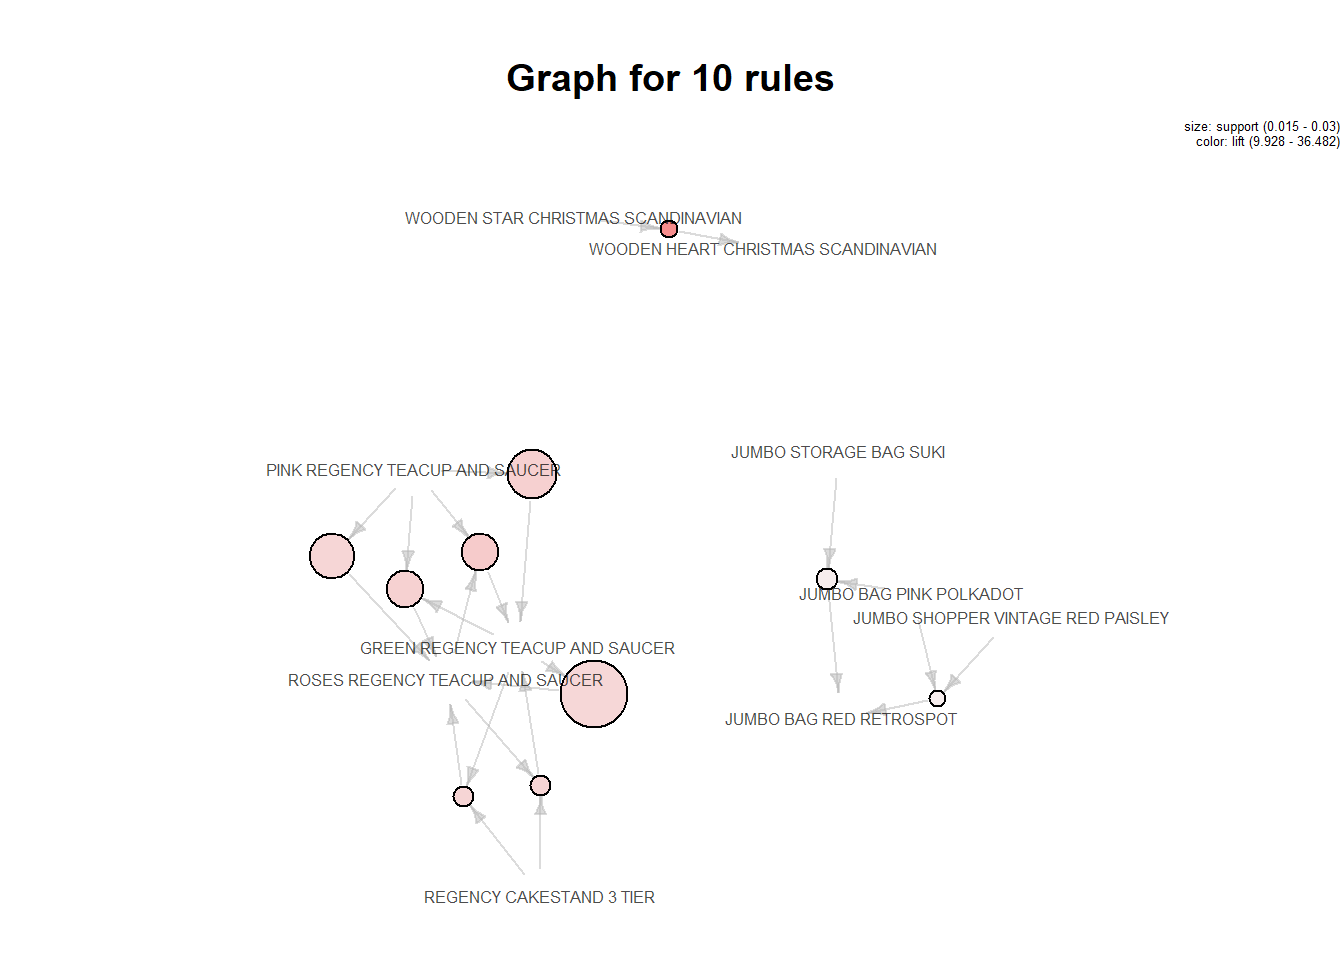 Graph for 10 rules
size: support (0.015 - 0.03)
color: lift (9.928 - 36.482)
WOODEN STAR CHRISTMAS SCANDINAVIAN
WOODEN HEART CHRISTMAS SCANDINAVIAN
JUMBO STORAGE BAG SUKI
PINK REGENCY TEACUP AND SAUCER
JUMBO BAG PINK POLKADOT
JUMBO SHOPPER VINTAGE RED PAISLEY
GREEN REGENCY TEACUP AND SAUCER
ROSES REGENCY TEACUP AND SAUCER
JUMBO BAG RED RETROSPOT
REGENCY CAKESTAND 3 TIER